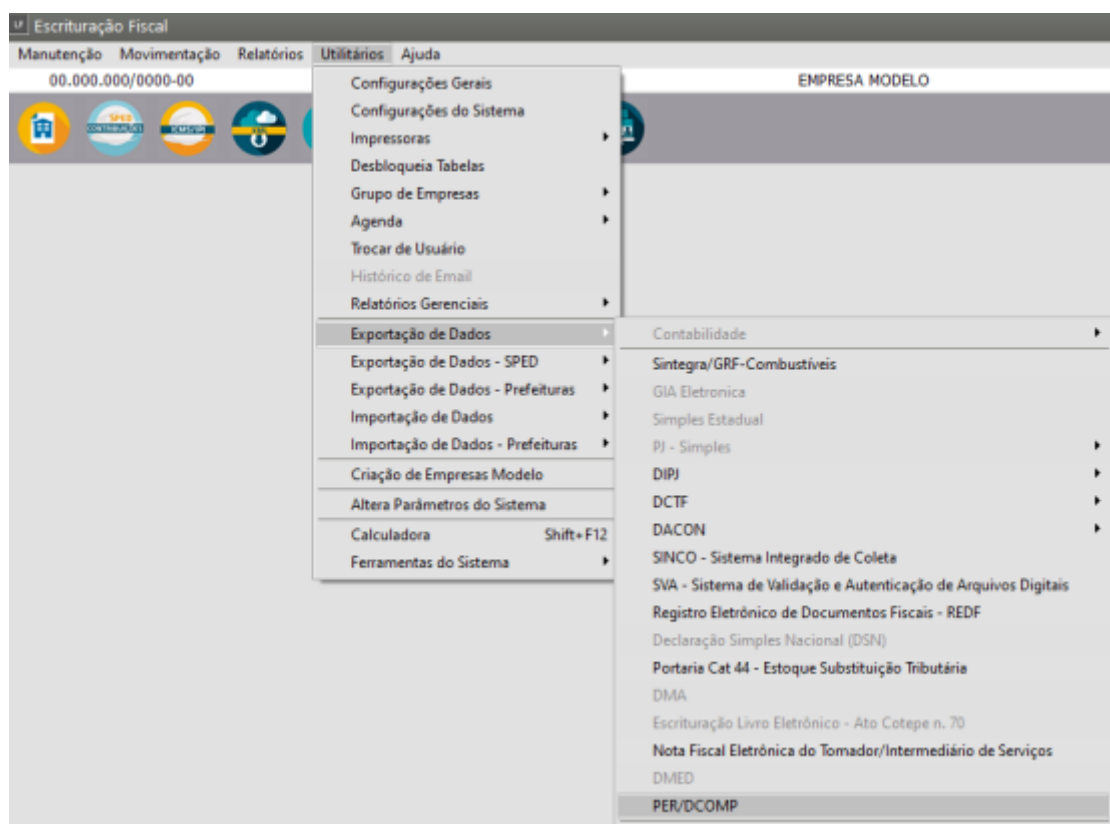 Escrituração Fiscal
Manutenção Movimentação Relatórios Utilitários Ajuda
00.000.000/0000-00 EMPRESA MODELO
SPED
CONTRIBUIÇÕES
ICMS/IPI
XML
Configurações Gerais
Configurações do Sistema
Impressoras
Desbloqueia Tabelas
Grupo de Empresas
Agenda
Trocar de Usuário
Histórico de Email
Relatórios Gerenciais
Exportação de Dados
Exportação de Dados - SPED
Exportação de Dados - Prefeituras
Importação de Dados
Importação de Dados - Prefeituras
Criação de Empresas Modelo
Altera Parâmetros do Sistema
Calculadora Shift+F12
Ferramentas do Sistema
Contabilidade
Sintegra/GRF-Combustíveis
GIA Eletronica
Simples Estadual
PJ - Simples
DIPJ
DCTF
DACON
SINCO - Sistema Integrado de Coleta
SVA - Sistema de Validação e Autenticação de Arquivos Digitais
Registro Eletrônico de Documentos Fiscais - REDF
Declaração Simples Nacional (DSN)
Portaria Cat 44 - Estoque Substituição Tributária
DMA
Escrituração Livro Eletrônico - Ato Cotepe n. 70
Nota Fiscal Eletrônica do Tomador/Intermediário de Serviços
DMED
PER/DCOMP